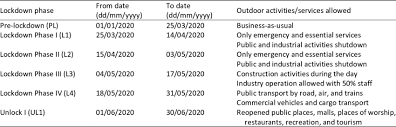 Lockdown phase From date (dd/mm/yyyy) To date (dd/mm/yyyy) Outdoor activities/services allowed
Pre-lockdown (PL) 01/01/2020 25/03/2020 Business-as-usual
Lockdown Phase I (L1) 25/03/2020 14/04/2020 Only emergency and essential services
Public and industrial activities shutdown
Lockdown Phase II (L2) 15/04/2020 03/05/2020 Only emergency and essential services
Public and industrial activities shutdown
Lockdown Phase III (L3) 04/05/2020 17/05/2020 Construction activities during the day
Industry operation allowed with 50% staff
Lockdown Phase IV (L4) 18/05/2020 31/05/2020 Public transport by road, air, and trains
Commercial vehicles and cargo transport
Unlock I (UL1) 01/06/2020 30/06/2020 Reopened public places, malls, places of worship,
restaurants, recreation, and tourism